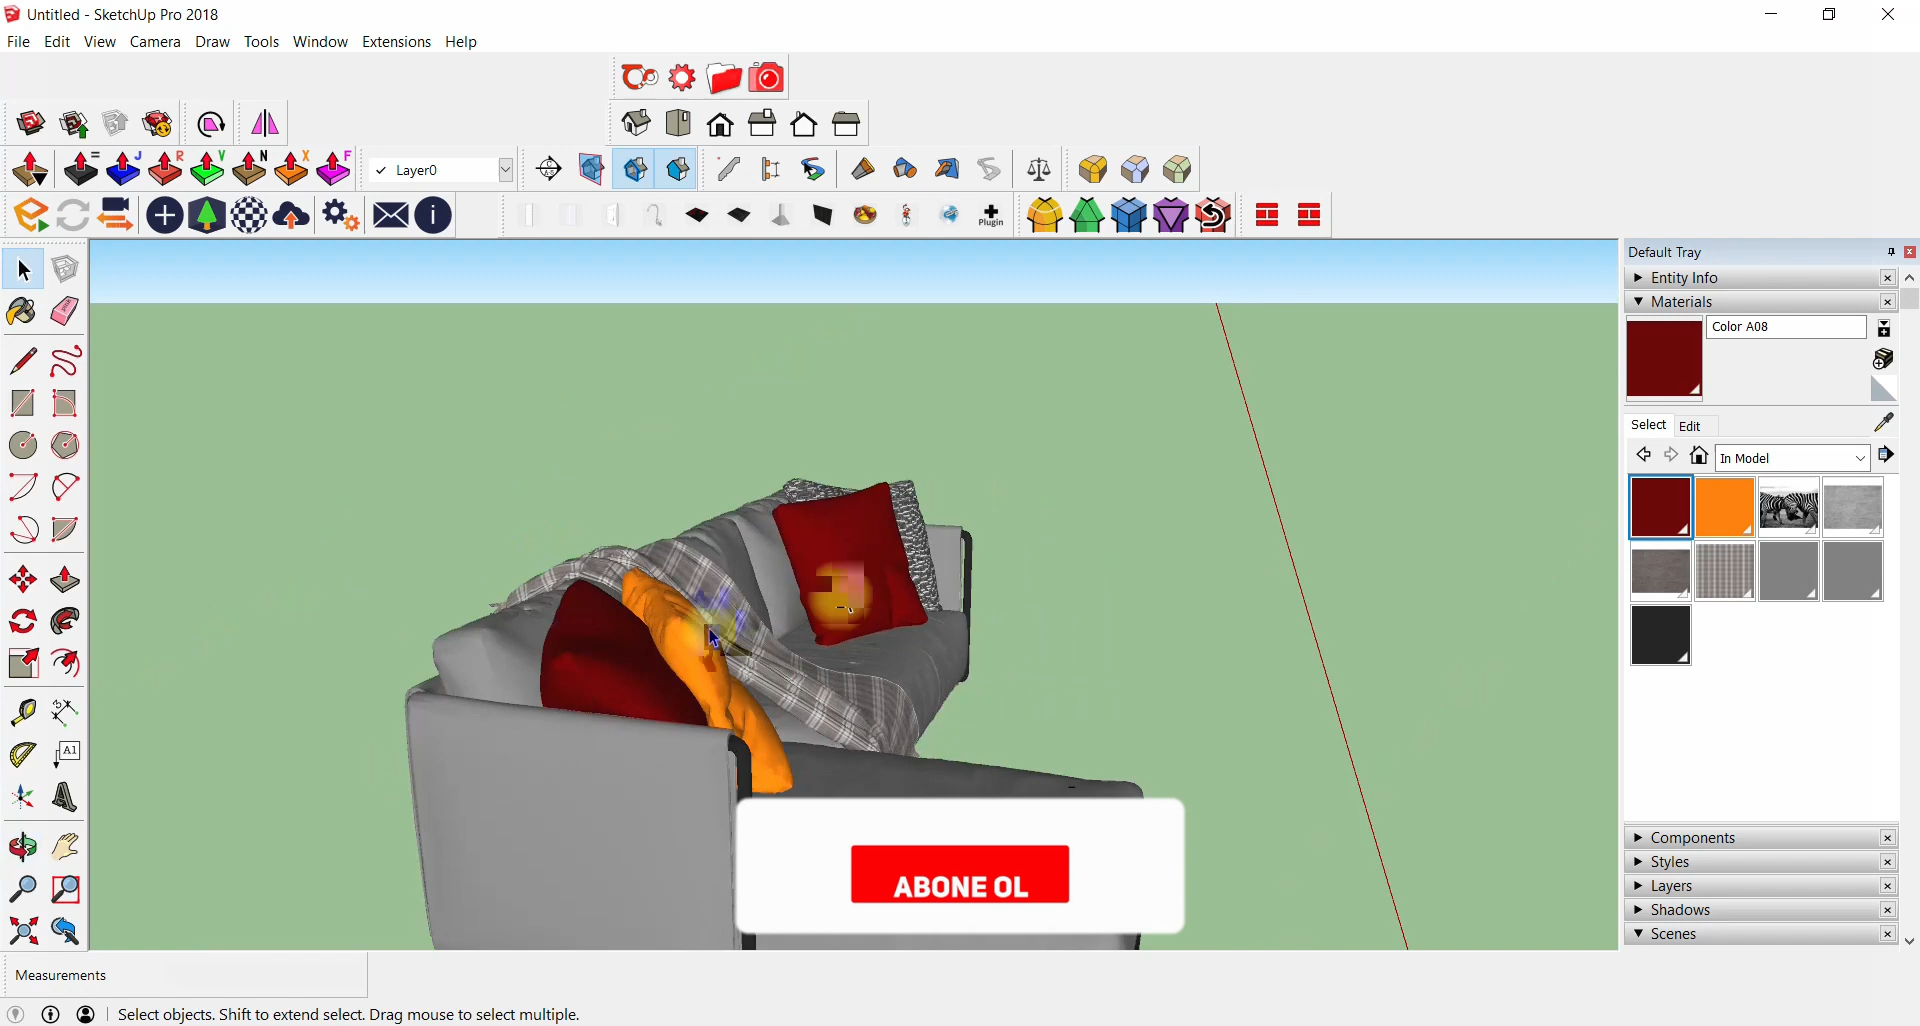 Untitled - SketchUp Pro 2018
File Edit View Camera Draw Tools Window Extensions Help
= J R V N X F
Layer0
Plugin
Default Tray
Entity Info
Materials
Color A08
Select Edit
In Model
A1
ABONE OL
Components
Styles
Layers
Shadows
Scenes
Measurements
Select objects. Shift to extend select. Drag mouse to select multiple.